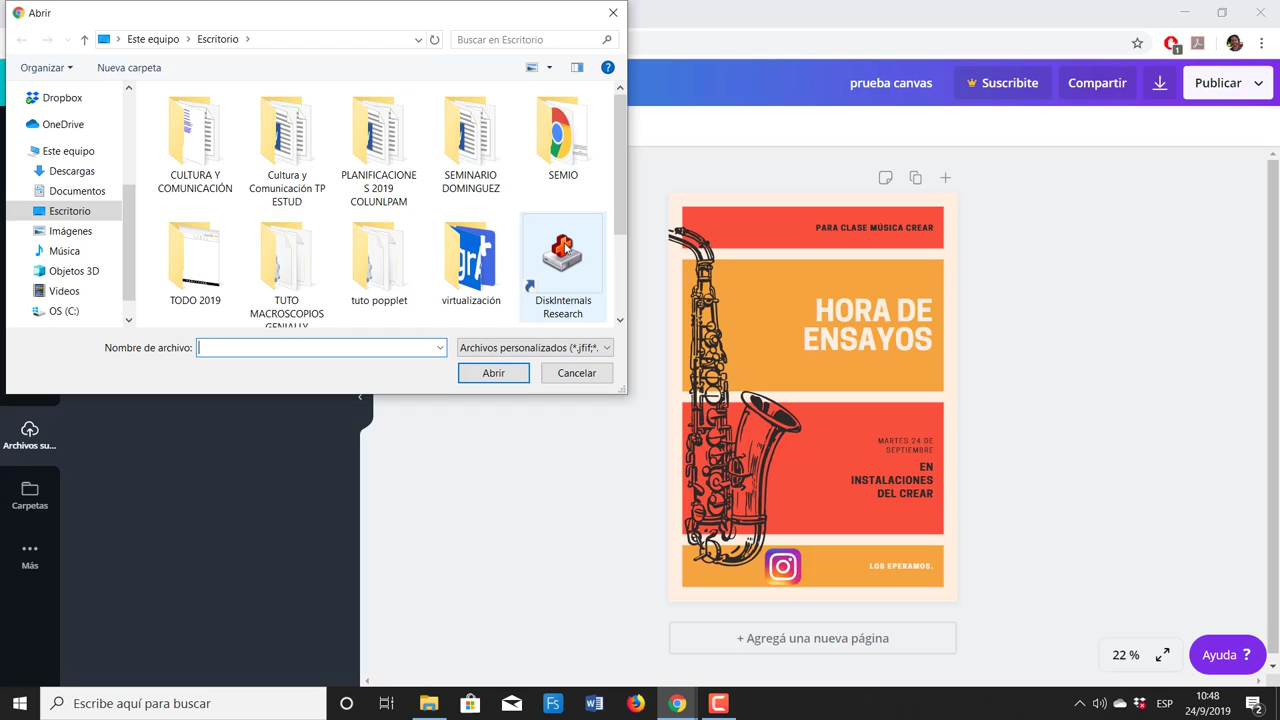 Abrir
Este equipo
Escritorio
Buscar en Escritorio
Organizar
Nueva carpeta
Dropbox
OneDrive
Este equipo
Descargas
Documentos
Escritorio
Imágenes
Música
Objetos 3D
Videos
OS (C:)
CULTURA Y
COMUNICACIÓN
Cultura y
Comunicación TP
ESTUD
PLANIFICACIONE
S 2019
COLUNLPAM
SEMINARIO
DOMINGUEZ
SEMIO
TODO 2019
TUTO
MACROSCOPIOS
GENIALLY
tuto popplet
virtualización
DiskInternals
Research
Nombre de archivo:
Archivos personalizados (*.jfif;*.
Abrir
Cancelar
1
prueba canvas
Suscribite
Compartir
Publicar
Archivos su...
Carpetas
Más
PARA CLASE MÚSICA CREAR
HORA DE
ENSAYOS
MARTES 24 DE
SEPTIEMBRE
EN
INSTALACIONES
DEL CREAR
LOS EPERAMOS.
+ Agregá una nueva página
22 %
Ayuda ?
Escribe aquí para buscar
ESP
10:48
24/9/2019
2